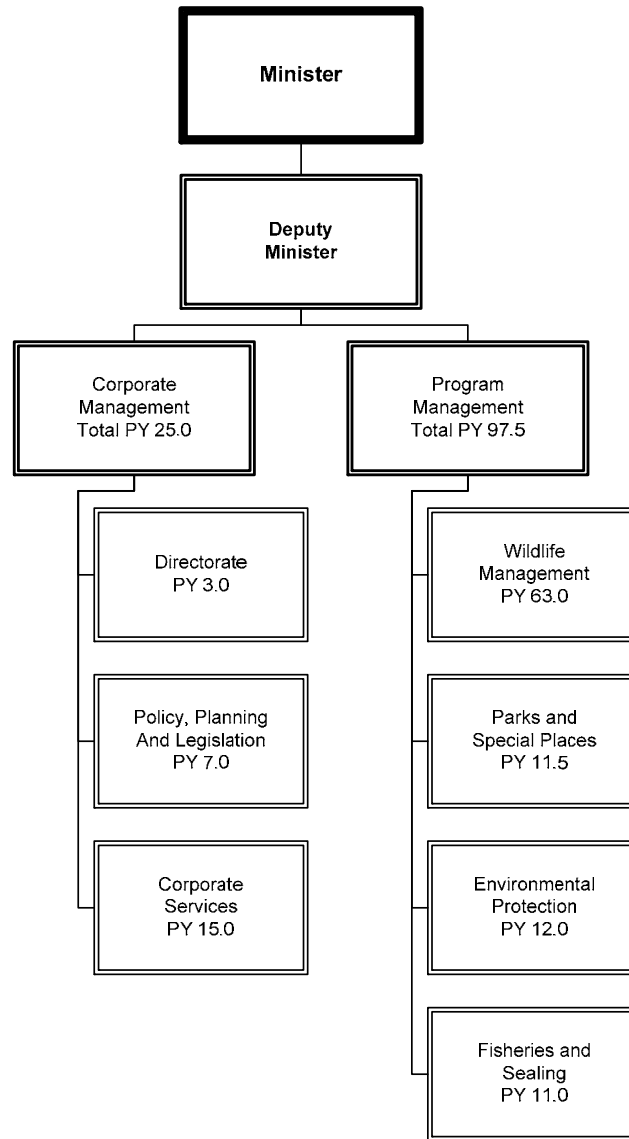 Minister
Deputy
Minister
Corporate
Management
Total PY 25.0
Program
Management
Total PY 97.5
Directorate
PY 3.0
Wildlife
Management
PY 63.0
Policy, Planning
And Legislation
PY 7.0
Parks and
Special Places
PY 11.5
Corporate
Services
PY 15.0
Environmental
Protection
PY 12.0
Fisheries and
Sealing
PY 11.0